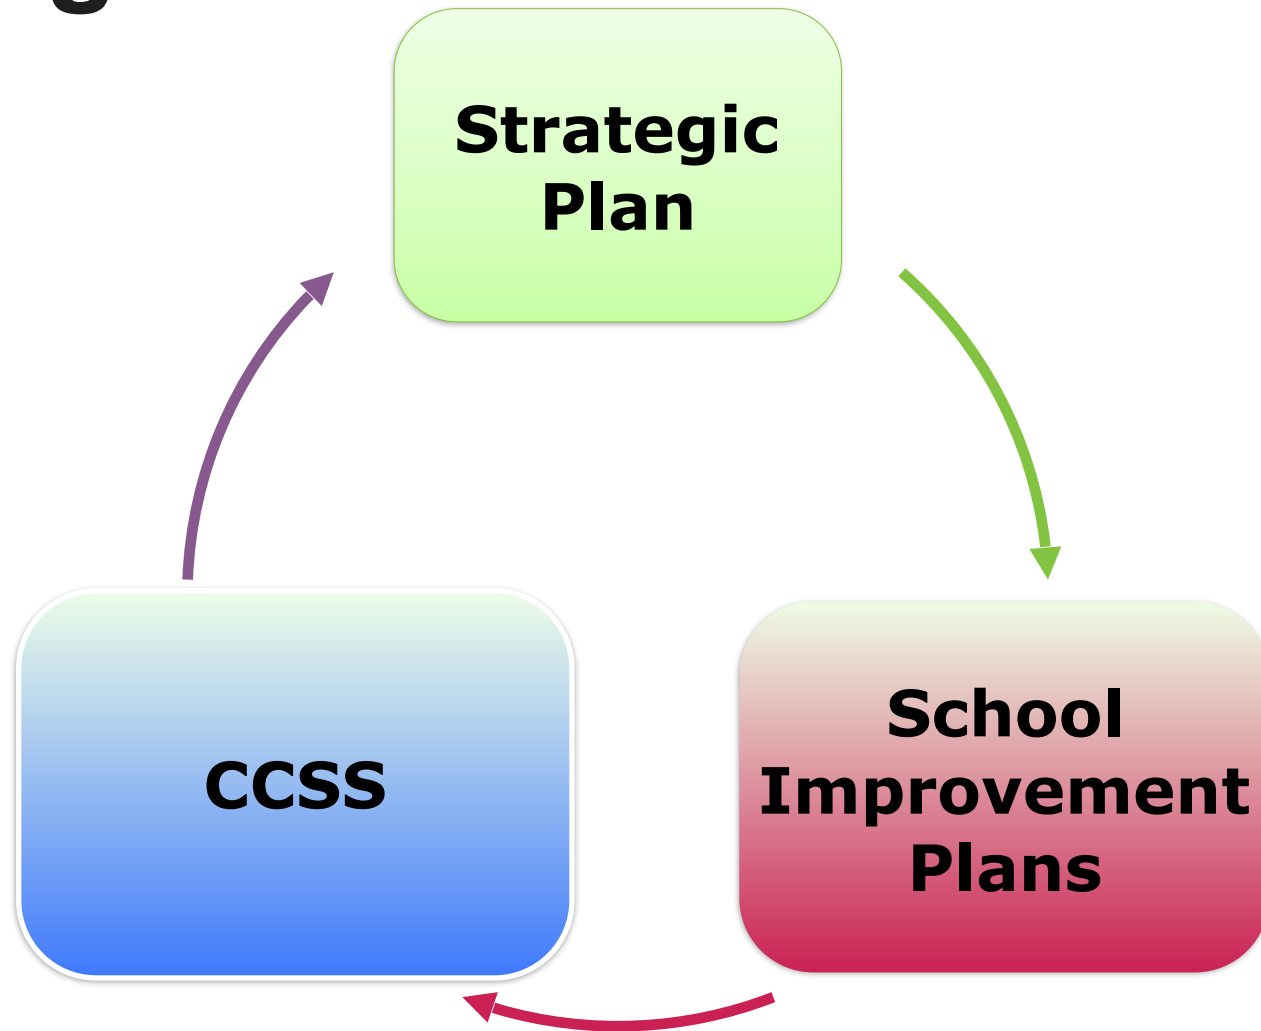 Strategic
Plan
CCSS
School
Improvement
Plans